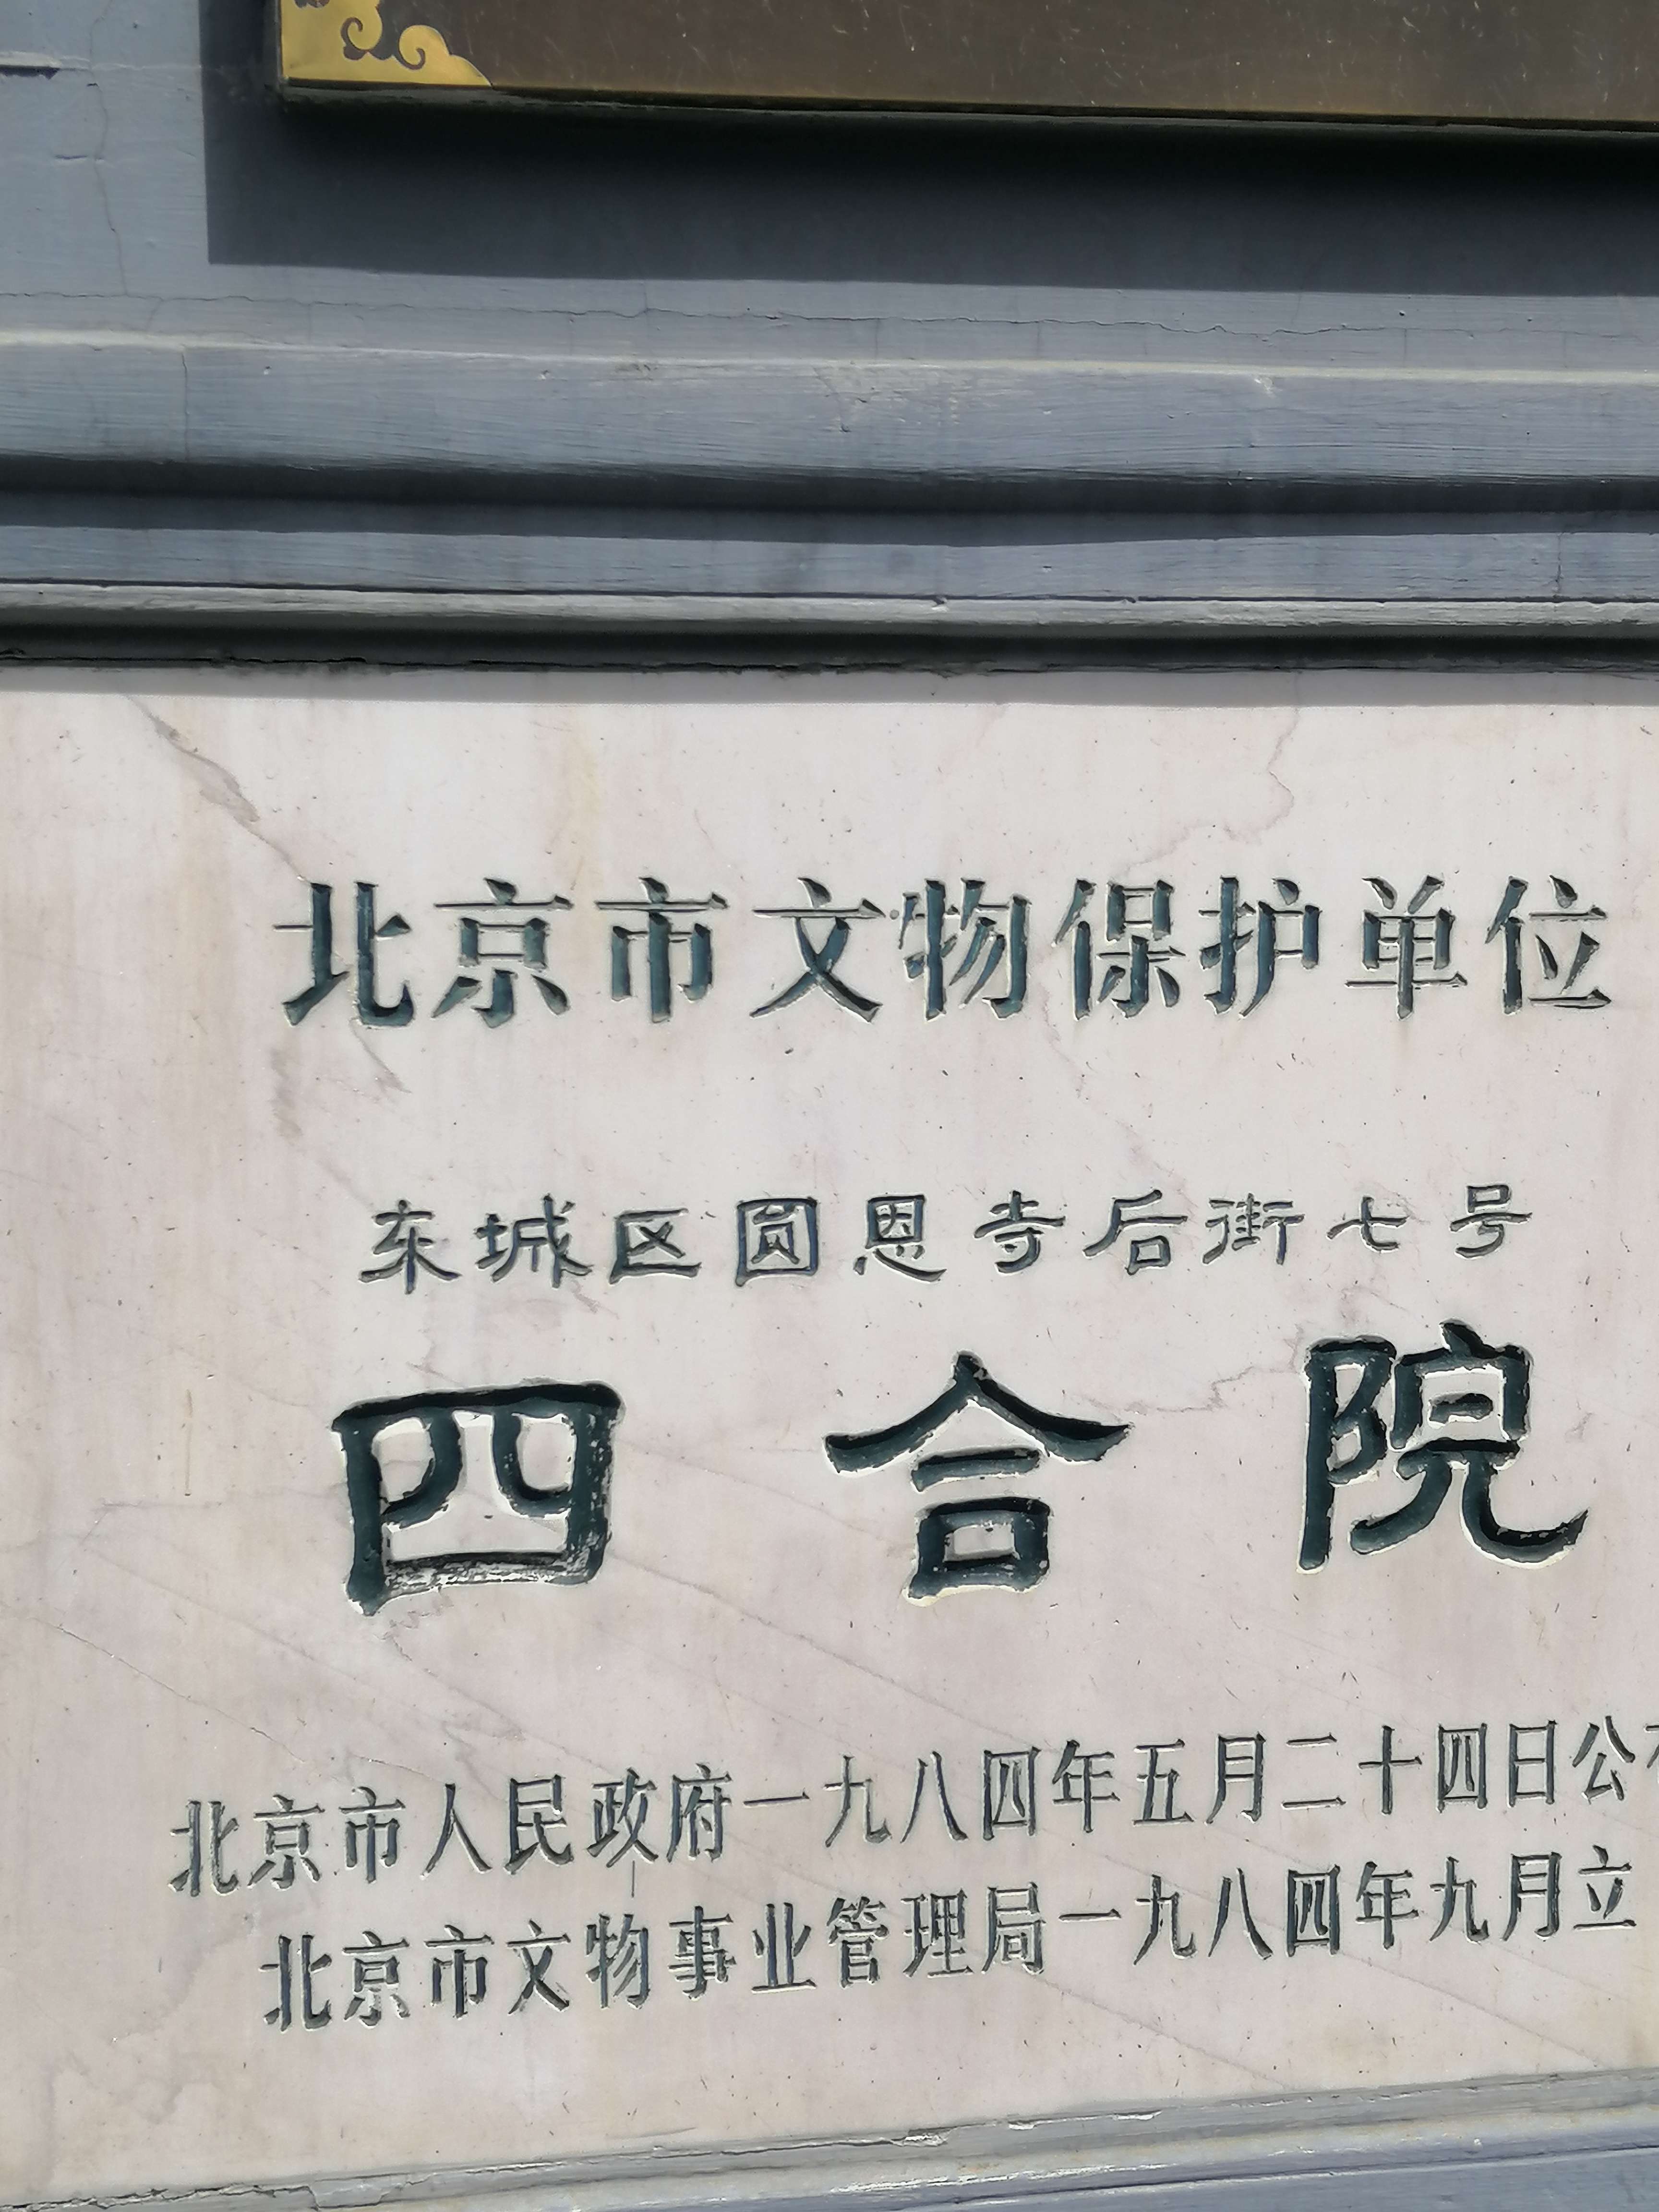 北京市文物保护单位
东城区圆恩寺后街七号
四合院
北京市人民政府一九八四年五月二十四日公
北京市文物事业管理局一九八四年九月立